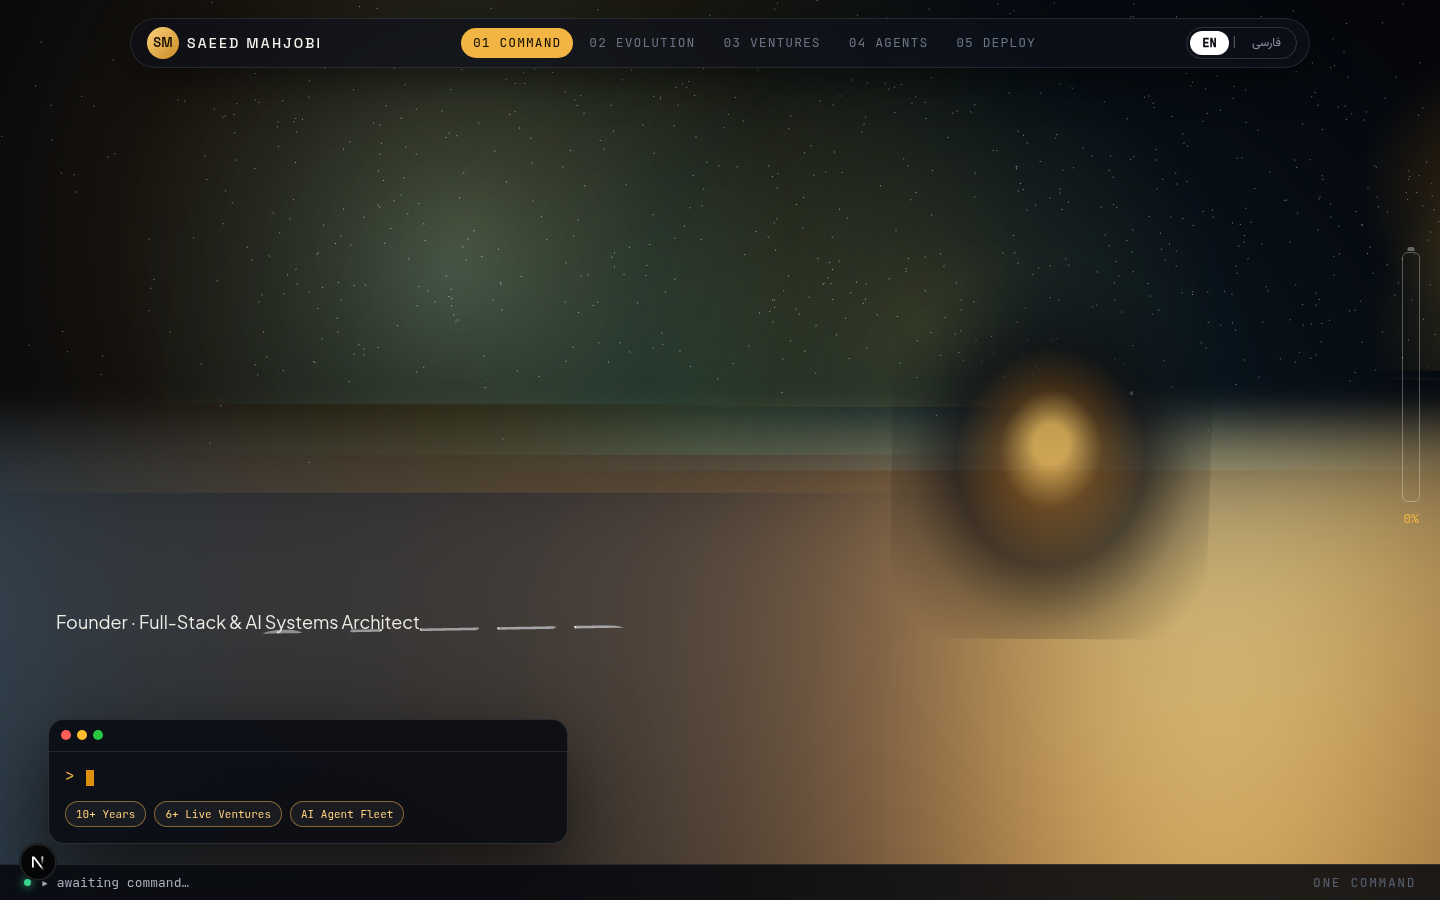 SM SAEED MAHJOBI 01 COMMAND 02 EVOLUTION 03 VENTURES 04 AGENTS 05 DEPLOY EN | فارسی
0%
Founder · Full-Stack & AI Systems Architect
>
10+ Years 6+ Live Ventures AI Agent Fleet
N
▸ awaiting command… ONE COMMAND